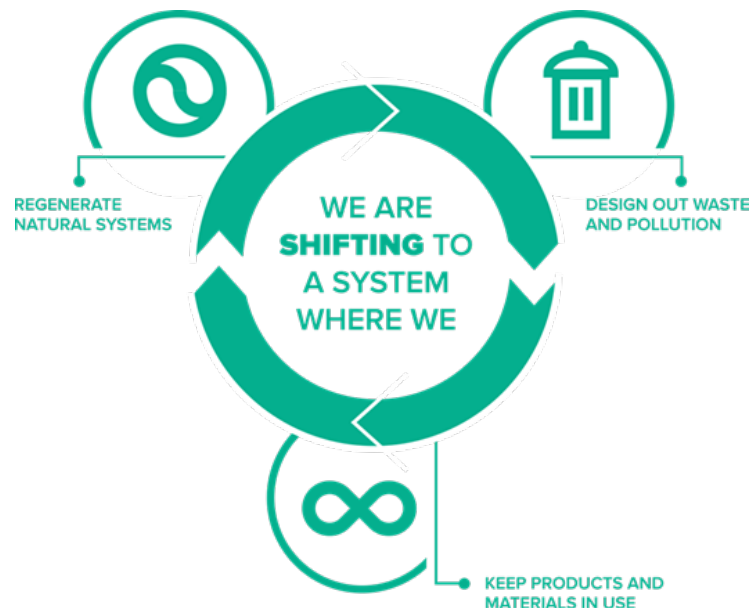 WE ARE
SHIFTING TO
A SYSTEM
WHERE WE
REGENERATE
NATURAL SYSTEMS
DESIGN OUT WASTE
AND POLLUTION
KEEP PRODUCTS AND
MATERIALS IN USE